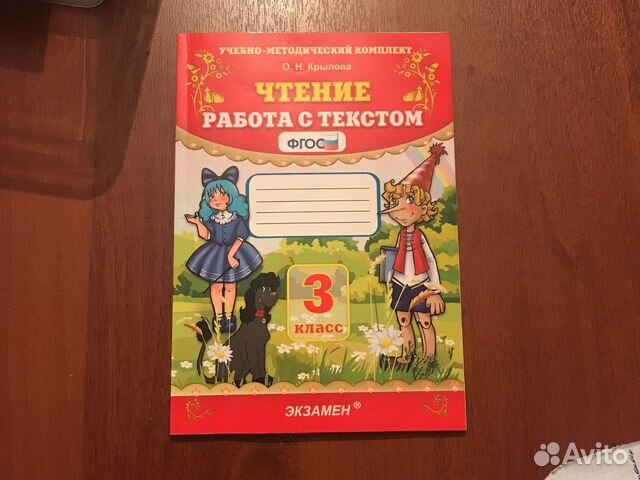 УЧЕБНО-МЕТОДИЧЕСКИЙ КОМПЛЕКТ
О. Н. Крылова
ЧТЕНИЕ
РАБОТА С ТЕКСТОМ
ФГОС
3
КЛАСС
ЭКЗАМЕН®
Avito